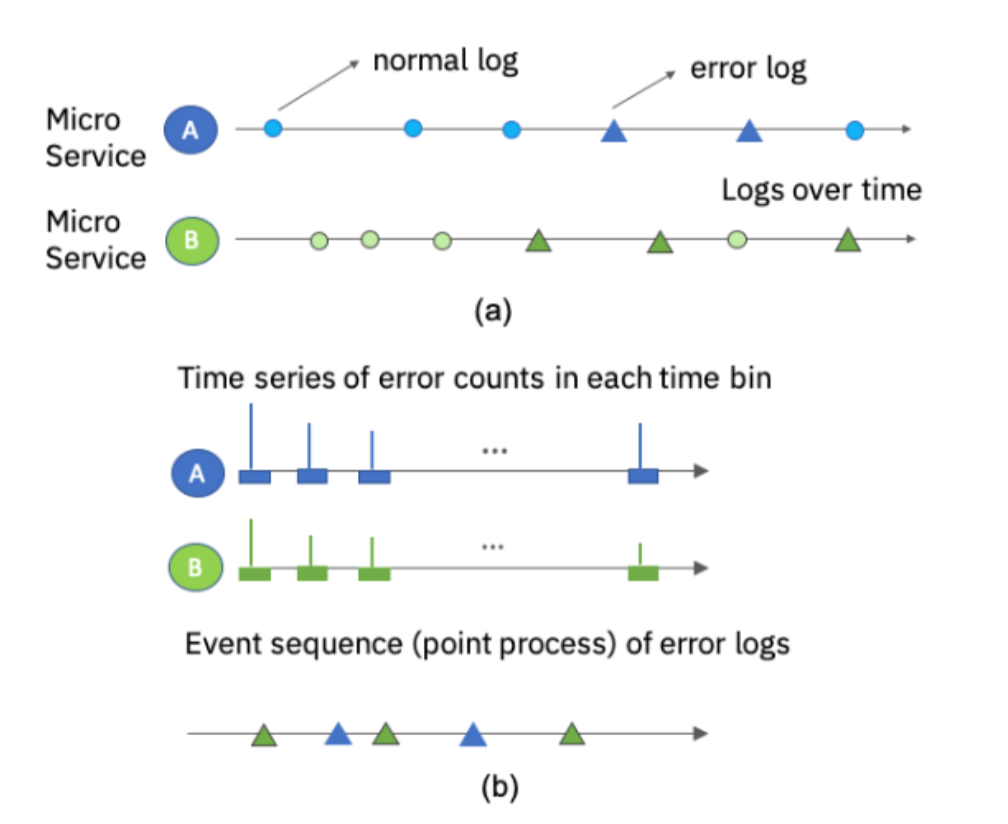 normal log
error log
Micro
Service
A
Logs over time
Micro
Service
B
(a)
Time series of error counts in each time bin
A
...
B
...
Event sequence (point process) of error logs
(b)